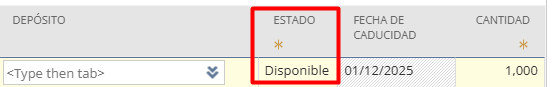 DEPÓSITO ESTADO FECHA DE CADUCIDAD CANTIDAD
* *
<Type then tab> Disponible 01/12/2025 1,000